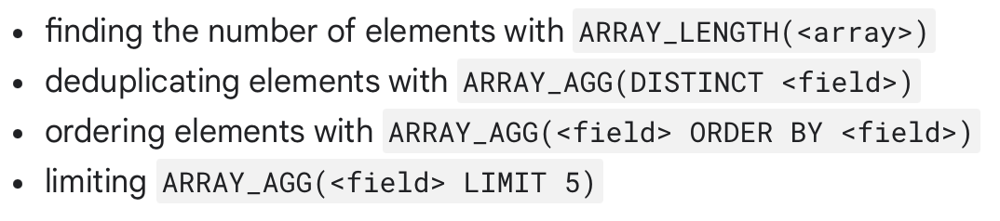 • finding the number of elements with ARRAY_LENGTH(<array>)
• deduplicating elements with ARRAY_AGG(DISTINCT <field>)
• ordering elements with ARRAY_AGG(<field> ORDER BY <field>)
• limiting ARRAY_AGG(<field> LIMIT 5)